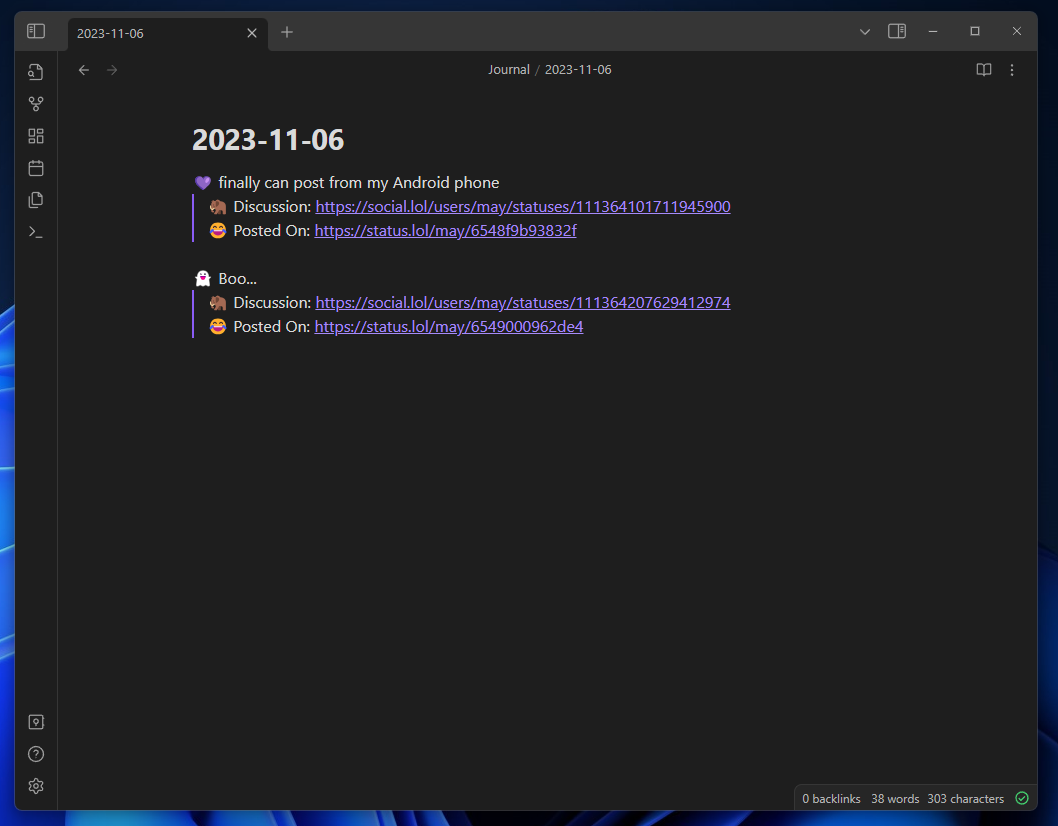 2023-11-06
Journal / 2023-11-06
2023-11-06
💜 finally can post from my Android phone
🦣 Discussion: https://social.lol/users/may/statuses/111364101711945900
😂 Posted On: https://status.lol/may/6548f9b93832f
👻 Boo...
🦣 Discussion: https://social.lol/users/may/statuses/111364207629412974
😂 Posted On: https://status.lol/may/6549000962de4
0 backlinks 38 words 303 characters